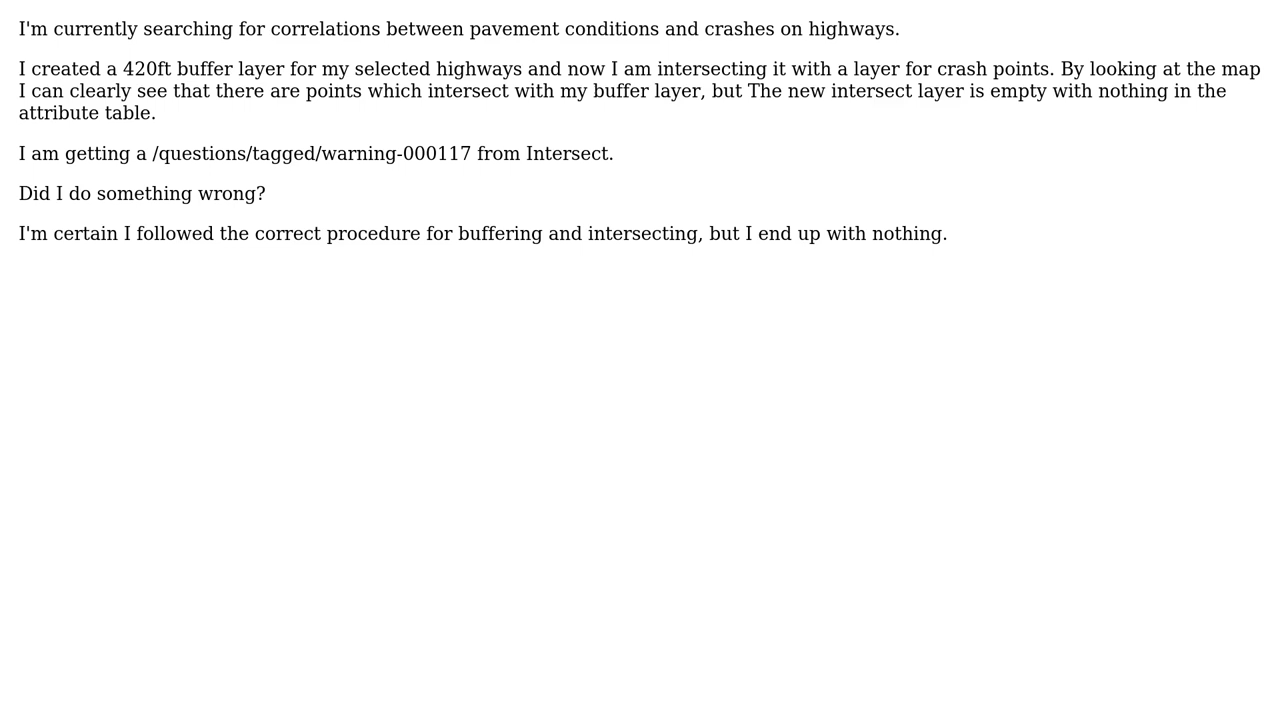 I'm currently searching for correlations between pavement conditions and crashes on highways.
I created a 420ft buffer layer for my selected highways and now I am intersecting it with a layer for crash points. By looking at the map
I can clearly see that there are points which intersect with my buffer layer, but The new intersect layer is empty with nothing in the
attribute table.
I am getting a /questions/tagged/warning-000117 from Intersect.
Did I do something wrong?
I'm certain I followed the correct procedure for buffering and intersecting, but I end up with nothing.